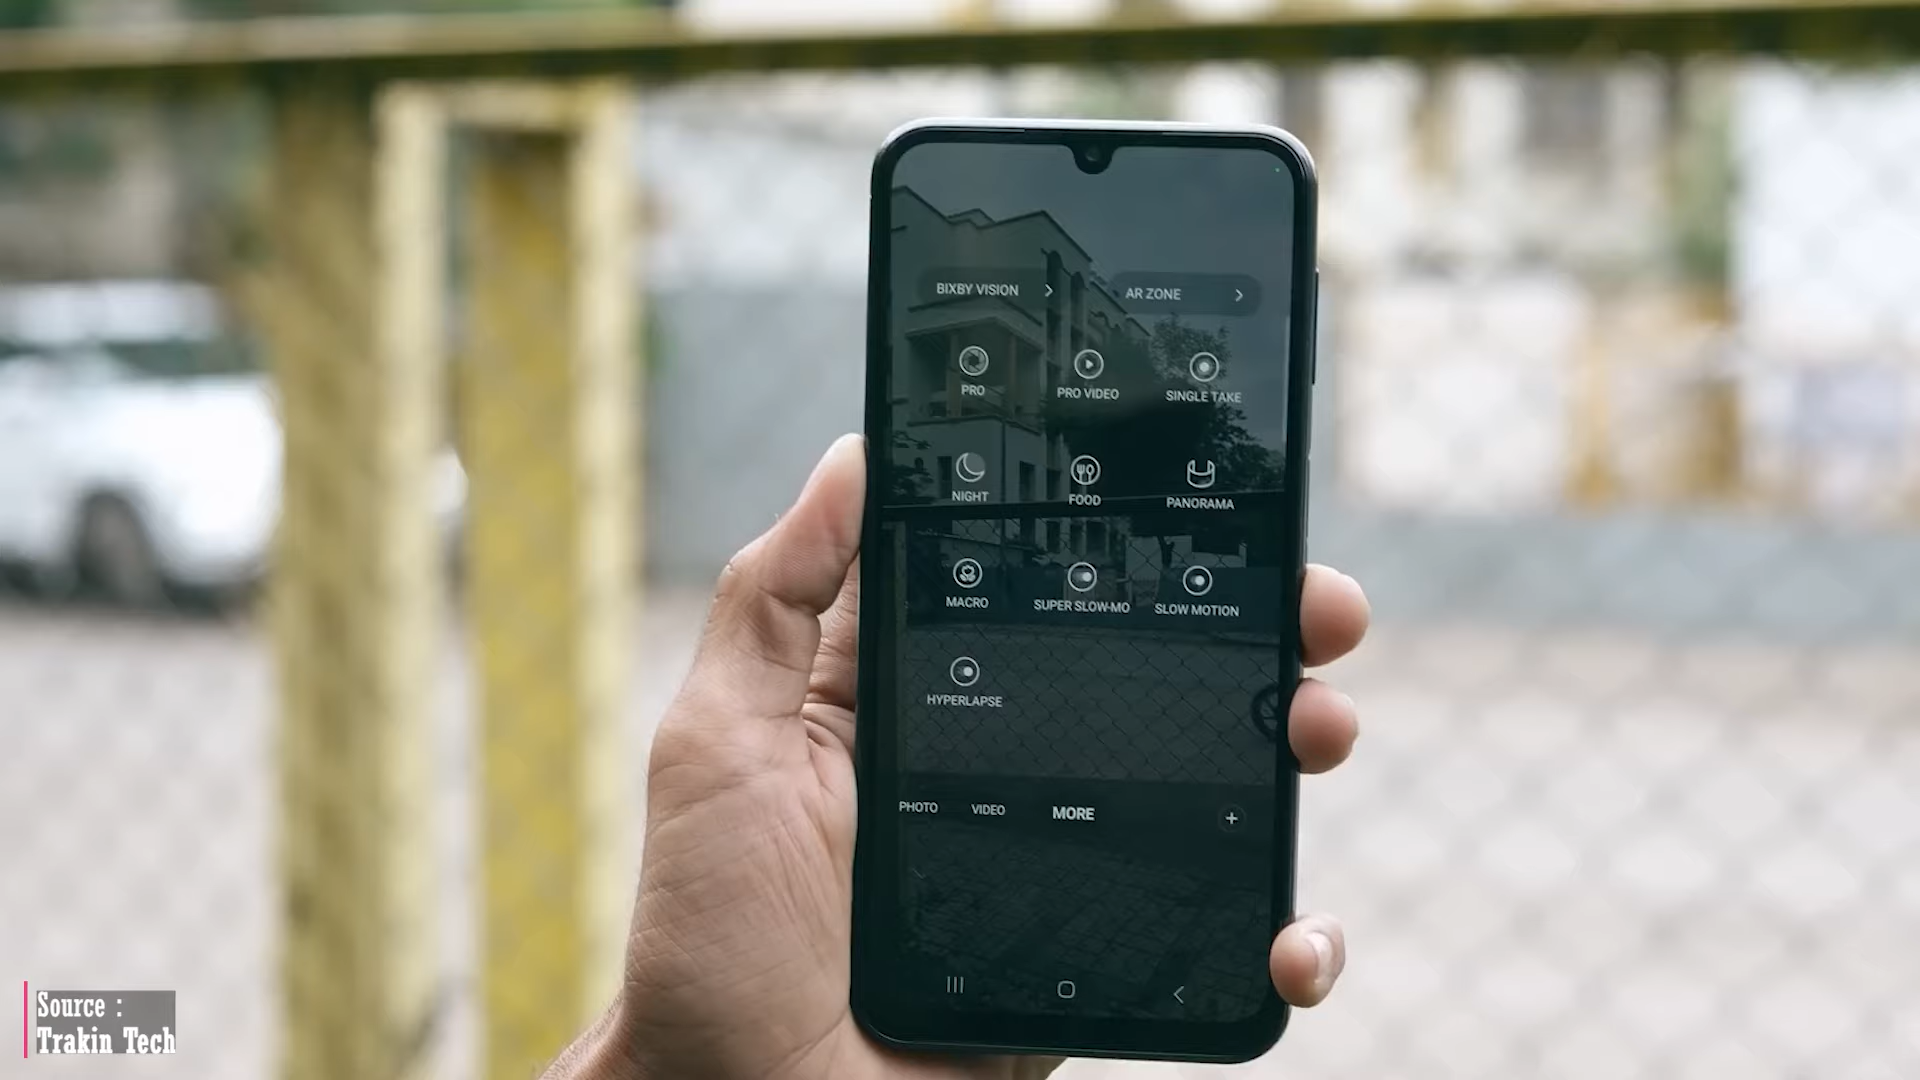 BIXBY VISION
AR ZONE
PRO
PRO VIDEO
SINGLE TAKE
NIGHT
FOOD
PANORAMA
MACRO
SUPER SLOW-MO
SLOW MOTION
HYPERLAPSE
PHOTO
VIDEO
MORE
Source :
Trakin Tech